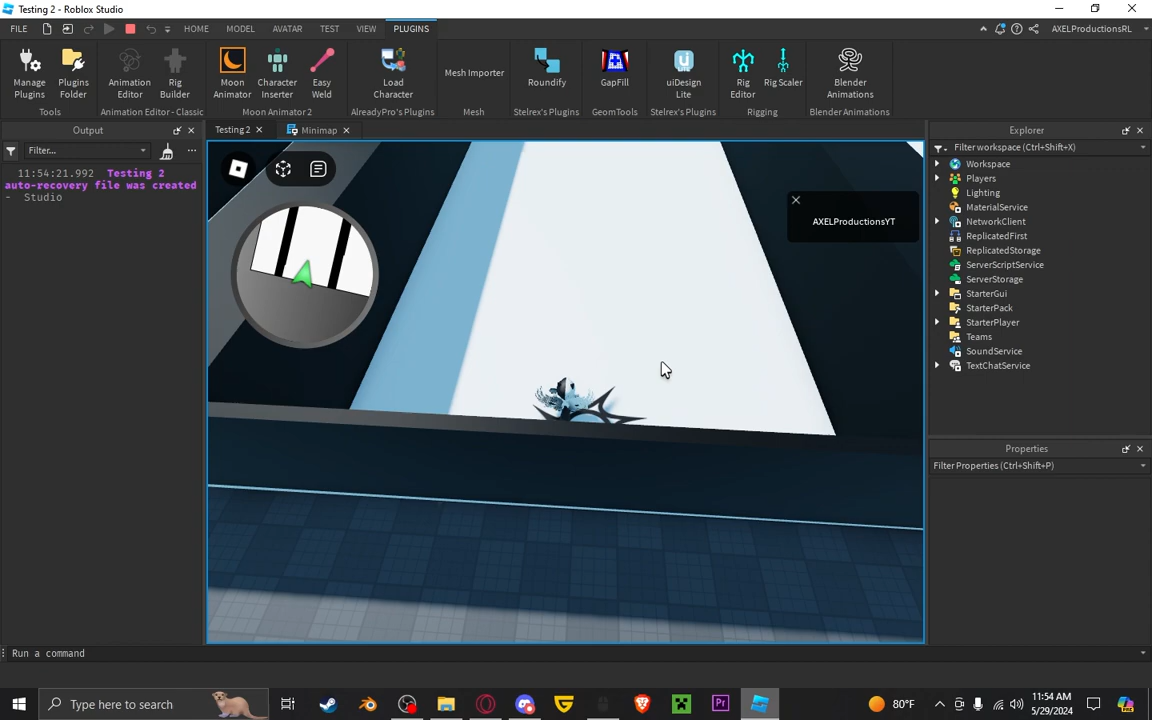 Testing 2 - Roblox Studio
FILE HOME MODEL AVATAR TEST VIEW PLUGINS AXELProductionsRL
Manage Plugins
Plugins Folder
Tools
Animation Editor
Rig Builder
Animation Editor - Classic
Moon Animator
Character Inserter
Easy Weld
Moon Animator 2
Load Character
AlreadyPro's Plugins
Mesh Importer
Mesh
Roundify
Stelrex's Plugins
GapFill
GeomTools
uiDesign Lite
Stelrex's Plugins
Rig Editor
Rig Scaler
Rigging
Blender Animations
Blender Animations
Output
Filter...
11:54:21.992 Testing 2
auto-recovery file was created
- Studio
Testing 2
Minimap
AXELProductionsYT
Explorer
Filter workspace (Ctrl+Shift+X)
Workspace
Players
Lighting
MaterialService
NetworkClient
ReplicatedFirst
ReplicatedStorage
ServerScriptService
ServerStorage
StarterGui
StarterPack
StarterPlayer
Teams
SoundService
TextChatService
Properties
Filter Properties (Ctrl+Shift+P)
Run a command
Type here to search
Pr
80°F
11:54 AM
5/29/2024